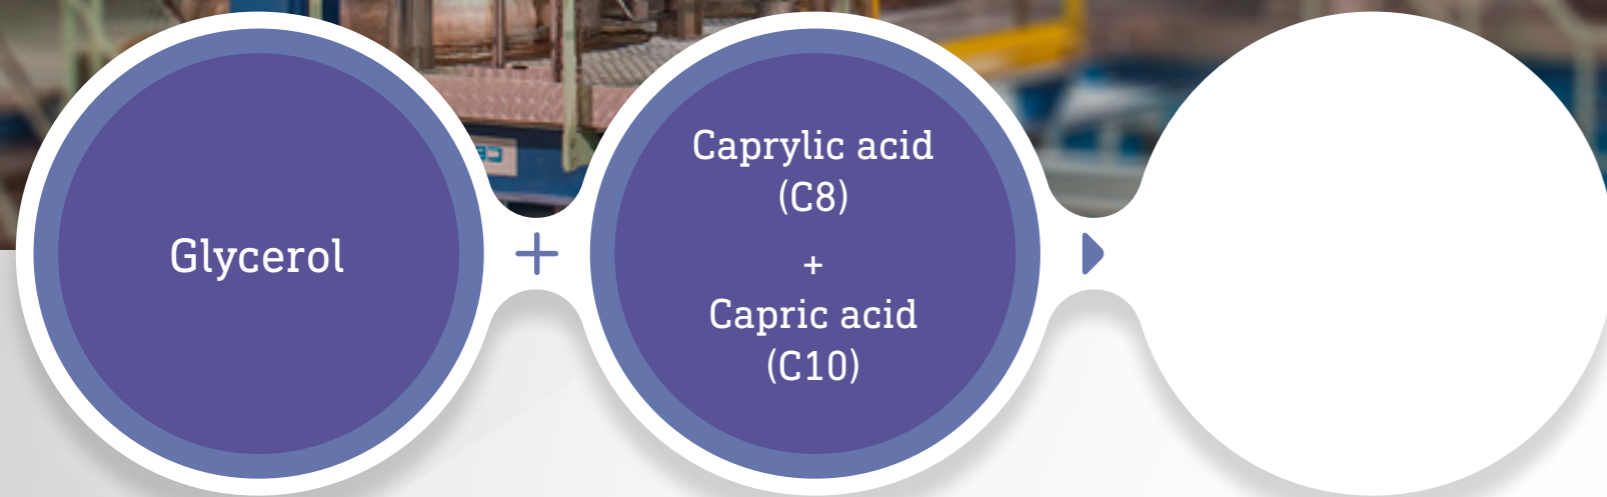 Glycerol
+
Caprylic acid
(C8)
+
Capric acid
(C10)